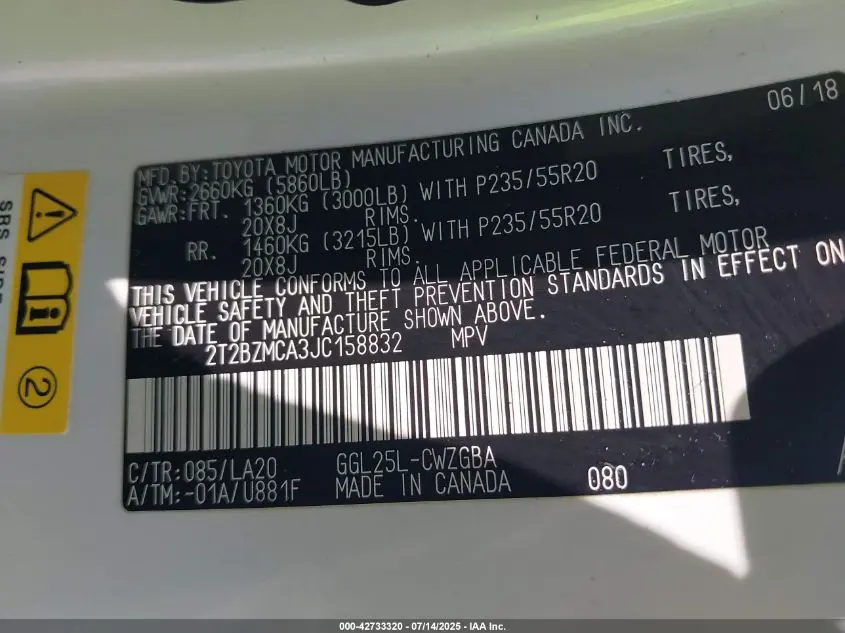 06/18
MFD.BY:TOYOTA MOTOR MANUFACTURING CANADA INC.
GVWR:2660KG (5860LB)
GAWR:FRT. 1360KG (3000LB) WITH P235/55R20 TIRES,
20X8J RIMS.
RR. 1460KG (3215LB) WITH P235/55R20 TIRES,
20X8J RIMS.
THIS VEHICLE CONFORMS TO ALL APPLICABLE FEDERAL MOTOR
VEHICLE SAFETY AND THEFT PREVENTION STANDARDS IN EFFECT ON
THE DATE OF MANUFACTURE SHOWN ABOVE.
2T2BZMCA3JC158832 MPV
C/TR:085/LA20 GGL25L-CWZGBA
A/TM:-01A/U881F MADE IN CANADA 080
SRS SIDE
2
000-42733320 - 07/14/2025 - IAA Inc.